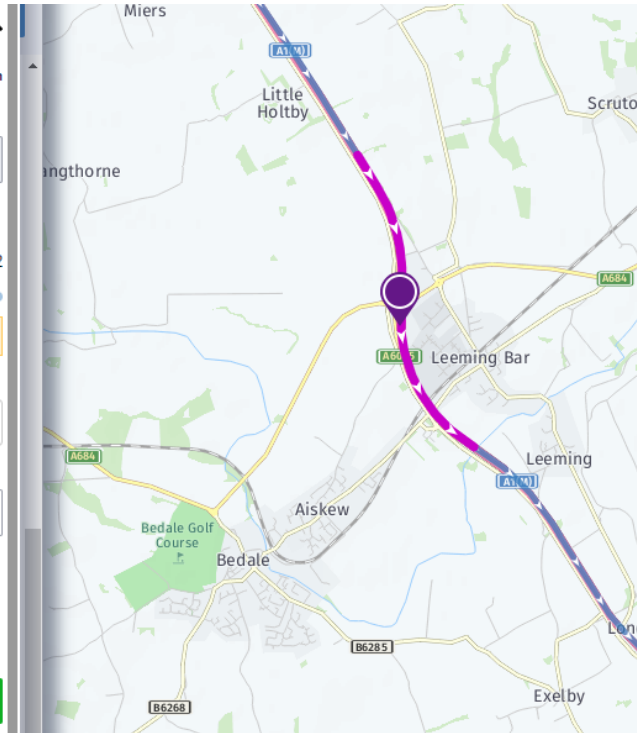 Miers
A1(M)
Little
Holtby
Scruto
angthorne
A684
Leeming Bar
A684
Leeming
A1(M)
Aiskew
Bedale Golf
Course
Bedale
Lon
B6285
Exelby
B6268